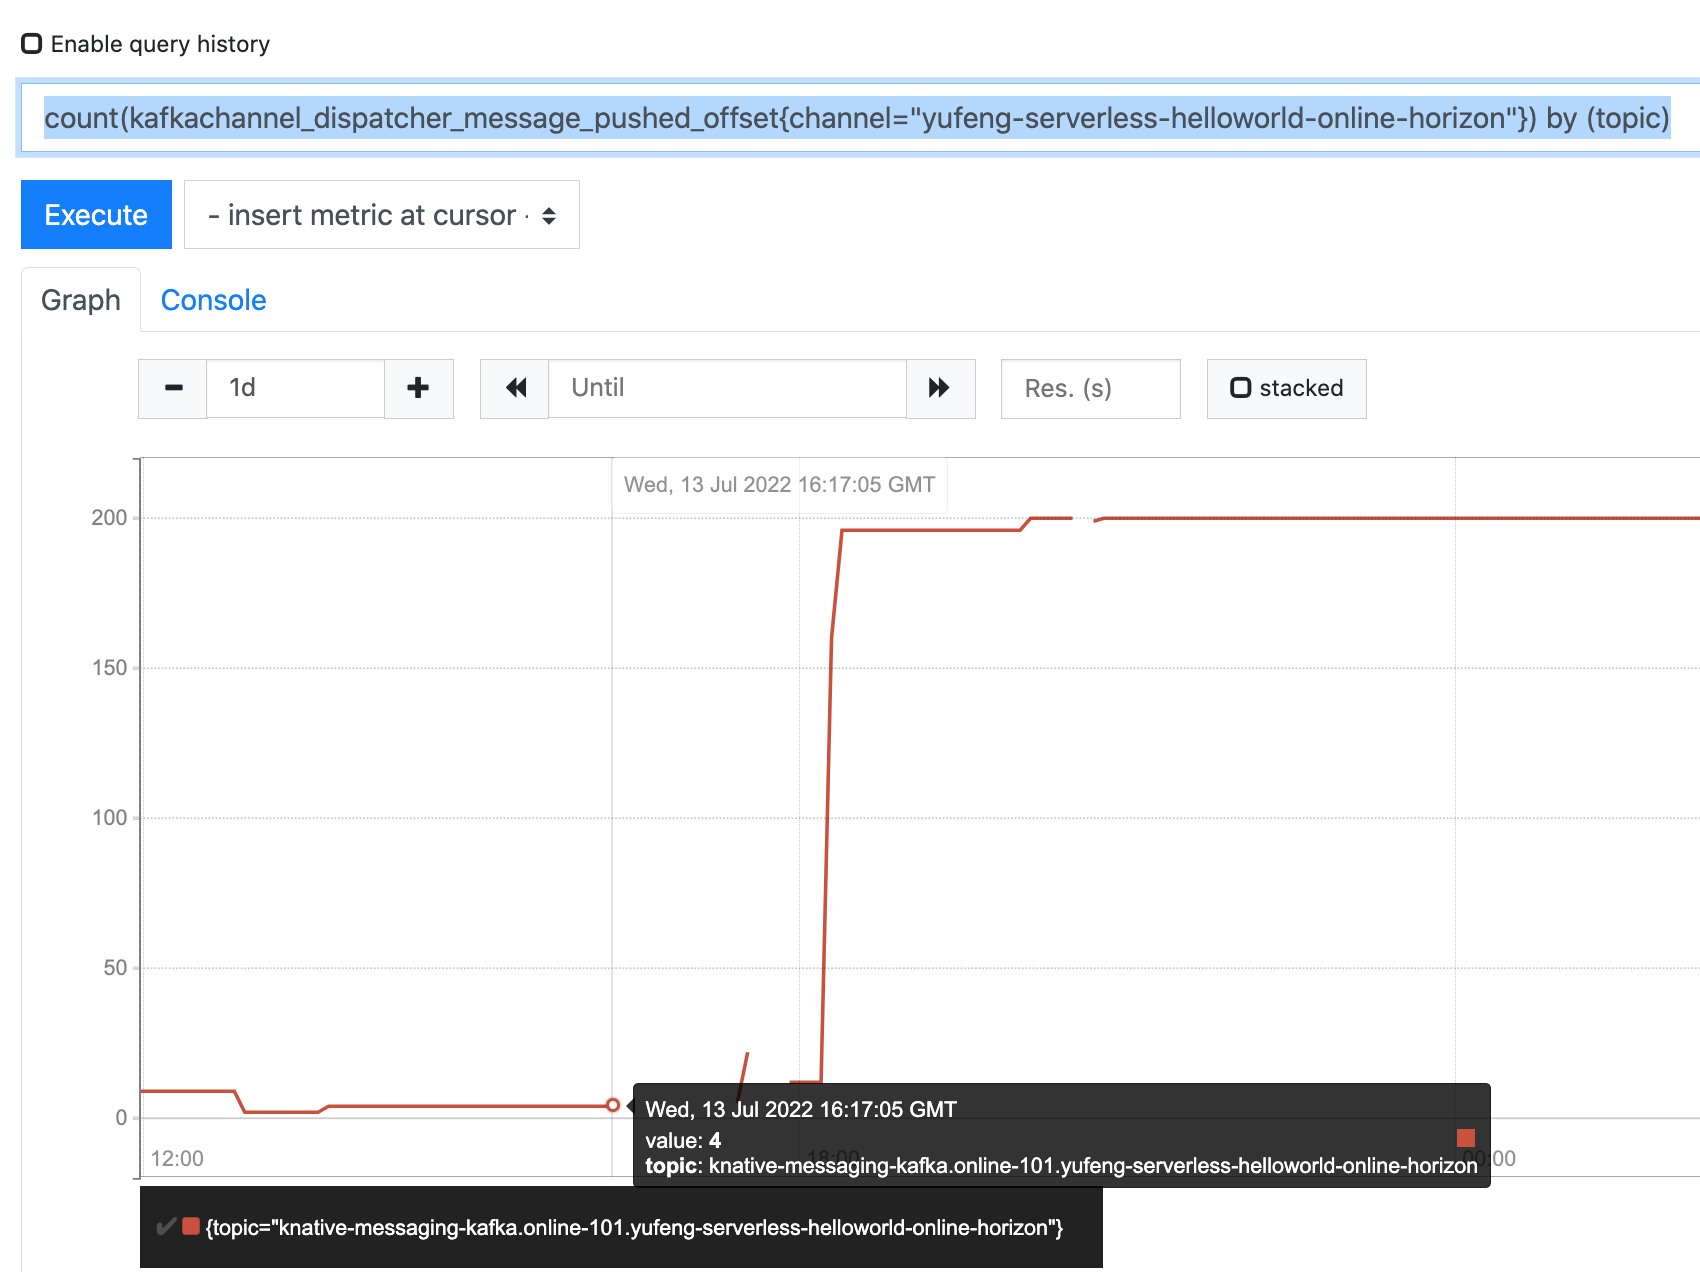 Enable query history
count(kafkachannel_dispatcher_message_pushed_offset{channel="yufeng-serverless-helloworld-online-horizon"}) by (topic)
Execute
- insert metric at cursor -
Graph
Console
1d
Until
Res. (s)
stacked
Wed, 13 Jul 2022 16:17:05 GMT
200
150
100
50
0
Wed, 13 Jul 2022 16:17:05 GMT
value: 4
topic: knative-messaging-kafka.online-101.yufeng-serverless-helloworld-online-horizon
12:00
18:00
00:00
{topic="knative-messaging-kafka.online-101.yufeng-serverless-helloworld-online-horizon"}